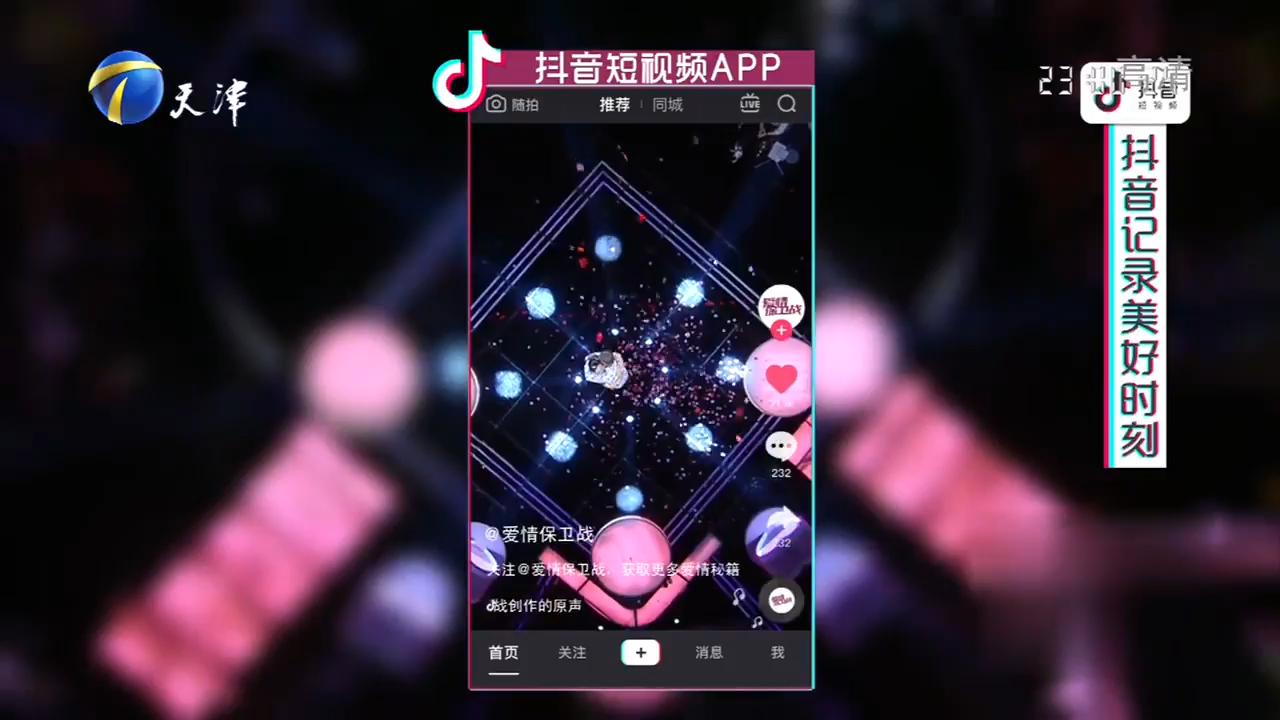 抖音短视频APP
天津
23
高清
抖音
短视频
随拍
推荐
同城
LIVE
抖音记录美好时刻
爱情
保卫战
232
232
@爱情保卫战
关注@爱情保卫战,获取更多爱情秘籍
战创作的原声
首页
关注
消息
我